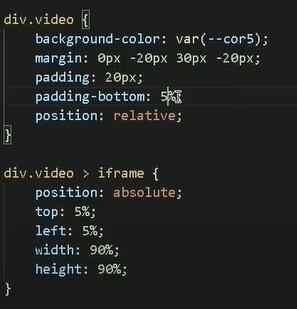 div.video {
    background-color: var(--cor5);
    margin: 0px -20px 30px -20px;
    padding: 20px;
    padding-bottom: 5%;
    position: relative;
}

div.video > iframe {
    position: absolute;
    top: 5%;
    left: 5%;
    width: 90%;
    height: 90%;
}